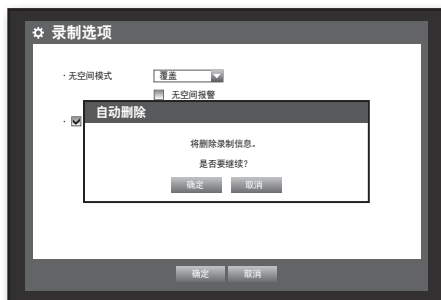 录制选项
· 无空间模式 覆盖
无空间报警
·
自动删除
将删除录制信息。
是否要继续?
确定 取消
确定 取消